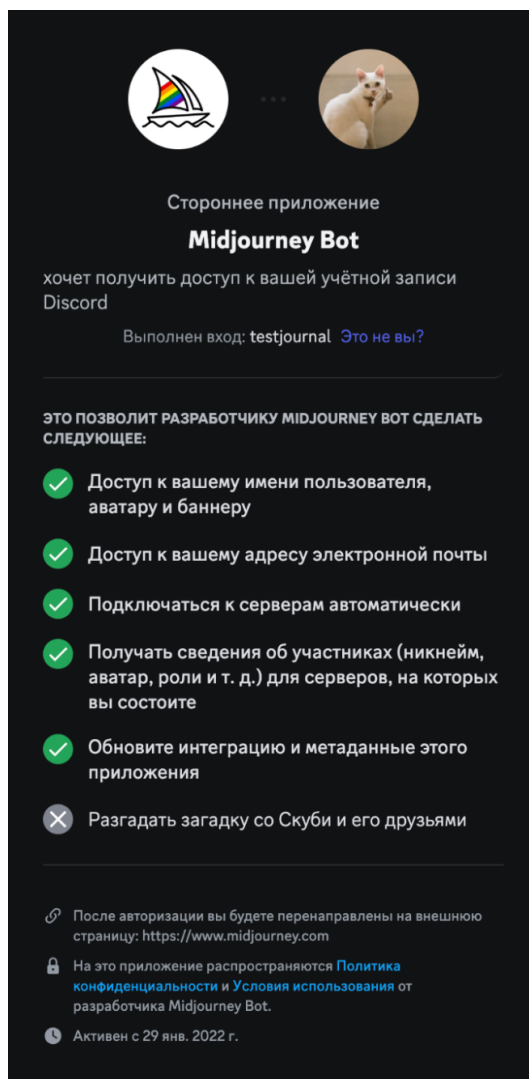 Стороннее приложение
Midjourney Bot
хочет получить доступ к вашей учётной записи
Discord
Выполнен вход: testjournal Это не вы?
ЭТО ПОЗВОЛИТ РАЗРАБОТЧИКУ MIDJOURNEY BOT СДЕЛАТЬ
СЛЕДУЮЩЕЕ:
Доступ к вашему имени пользователя,
аватару и баннеру
Доступ к вашему адресу электронной почты
Подключаться к серверам автоматически
Получать сведения об участниках (никнейм,
аватар, роли и т. д.) для серверов, на которых
вы состоите
Обновите интеграцию и метаданные этого
приложения
Разгадать загадку со Скуби и его друзьями
После авторизации вы будете перенаправлены на внешнюю
страницу: https://www.midjourney.com
На это приложение распространяются Политика
конфиденциальности и Условия использования от
разработчика Midjourney Bot.
Активен с 29 янв. 2022 г.